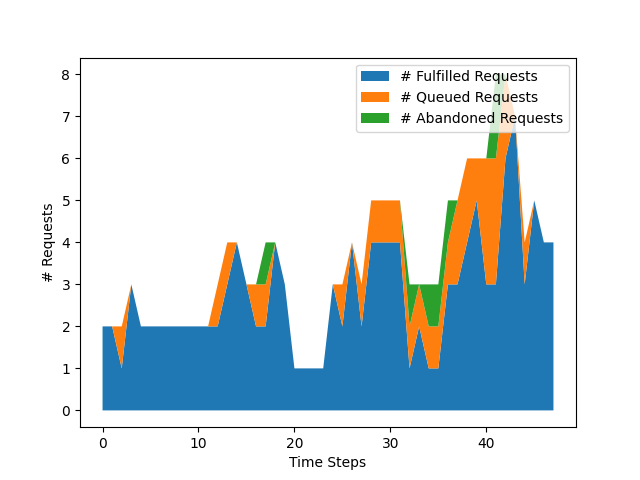 # Fulfilled Requests
# Queued Requests
# Abandoned Requests
8
7
6
5
4
3
2
1
0
# Requests
0 10 20 30 40
Time Steps